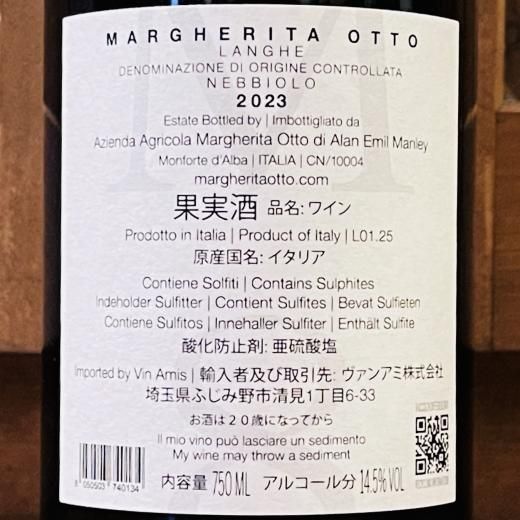 MARGHERITA OTTO
LANGHE
DENOMINAZIONE DI ORIGINE CONTROLLATA
NEBBIOLO
2023
Estate Bottled by | Imbottigliato da
Azienda Agricola Margherita Otto di Alan Emil Manley
Monforte d'Alba | ITALIA | CN/10004
margheritaotto.com
果実酒 品名: ワイン
Prodotto in Italia | Product of Italy | L01.25
原産国名: イタリア
Contiene Solfiti | Contains Sulphites
Indeholder Sulfitter | Contient Sulfites | Bevat Sulfieten
Contiene Sulfitos | Innehaller Sulfiter | Enthält Sulfite
酸化防止剤: 亜硫酸塩
Imported by Vin Amis | 輸入者及び取引先: ヴァンアミ株式会社
埼玉県ふじみ野市清見1丁目6-33
お酒は20歳になってから
Il mio vino può lasciare un sedimento
My wine may throw a sediment
8 050503 740134
内容量 750 ML アルコール分 14.5% VOL